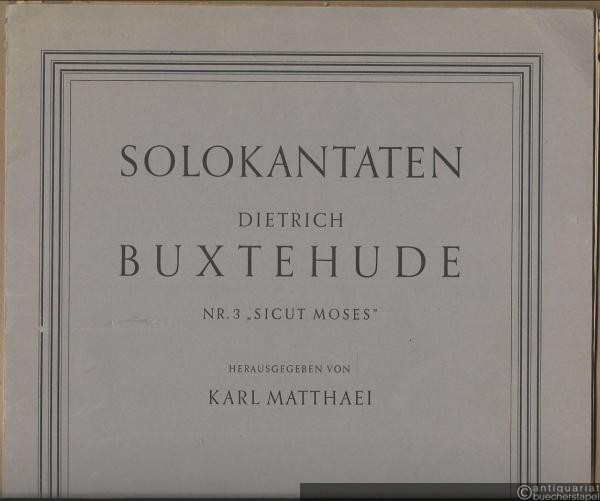 SOLOKANTATEN
DIETRICH
BUXTEHUDE
NR. 3 „SICUT MOSES"
HERAUSGEGEBEN VON
KARL MATTHAEI
©antiquariat
buecherstapel